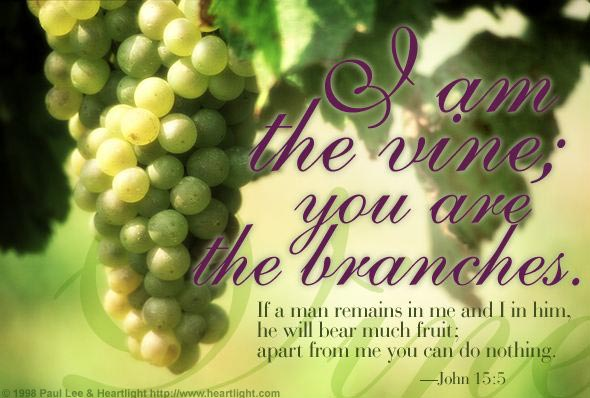 I am
the vine;
you are
the branches.
If a man remains in me and I in him,
he will bear much fruit;
apart from me you can do nothing.
—John 15:5
Vine
© 1998 Paul Lee & Heartlight http://www.heartlight.com